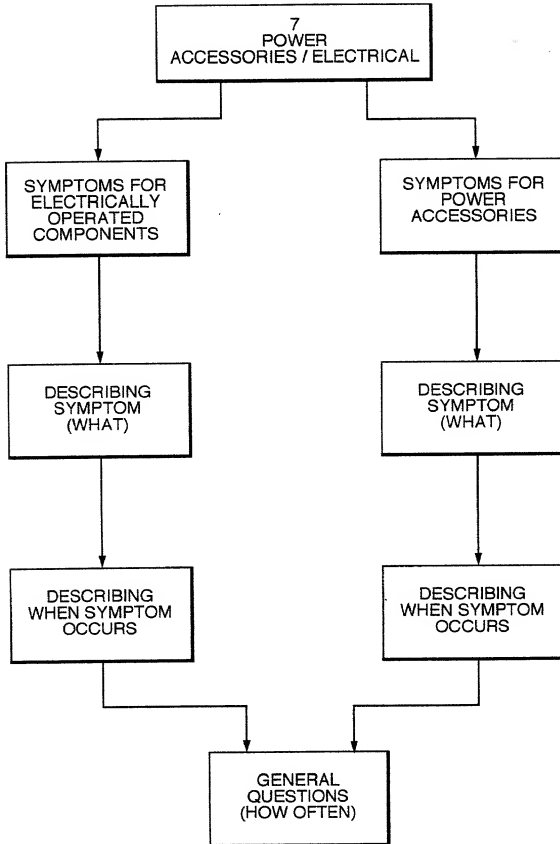 7
POWER
ACCESSORIES / ELECTRICAL
SYMPTOMS FOR
ELECTRICALLY
OPERATED
COMPONENTS
SYMPTOMS FOR
POWER
ACCESSORIES
DESCRIBING
SYMPTOM
(WHAT)
DESCRIBING
SYMPTOM
(WHAT)
DESCRIBING
WHEN SYMPTOM
OCCURS
DESCRIBING
WHEN SYMPTOM
OCCURS
GENERAL
QUESTIONS
(HOW OFTEN)